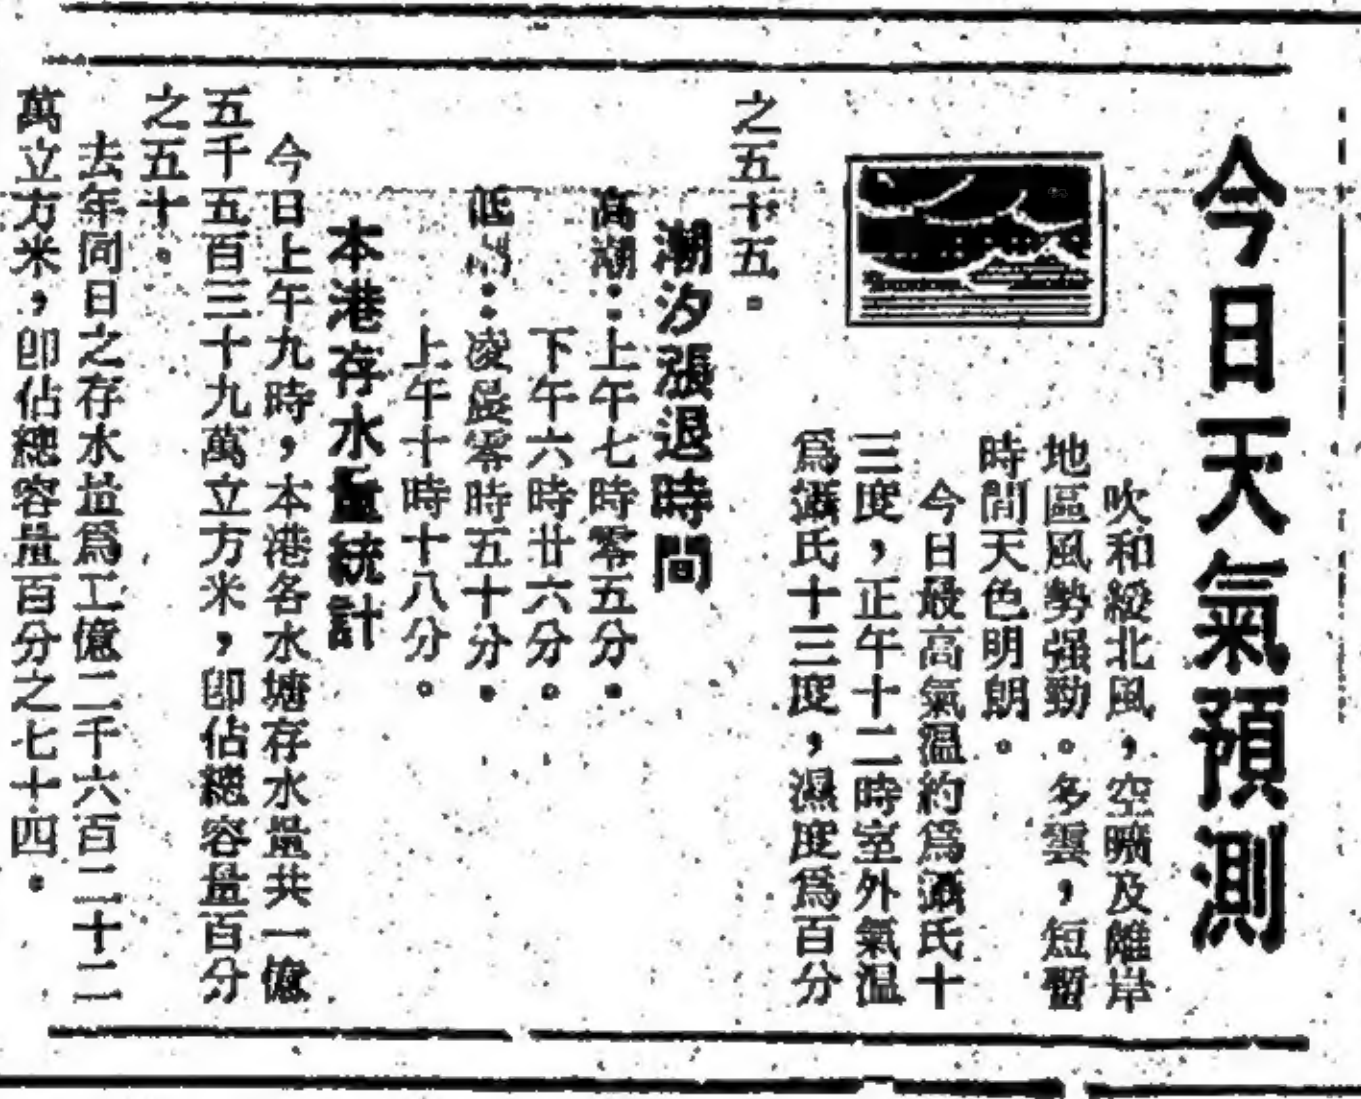 今日天氣預測
吹和緩北風，空曠及離岸
地區風勢强勁。多雲，短暫
時間天色明朗。
今日最高氣温約爲攝氏十
三度，正午十二時室外氣温
爲攝氏十三度，濕度爲百分
之五十五。
潮汐漲退時間
高潮：上午七時零五分。
下午六時廿六分。
低潮：凌晨零時五十分。
上午十時十八分。
本港存水量統計
今日上午九時，本港各水塘存水量共一億
五千五百三十九萬立方米，卽佔總容量百分
之五十。
去年同日之存水量爲二億二千六百二十二
萬立方米，卽佔總容量百分之七十四。